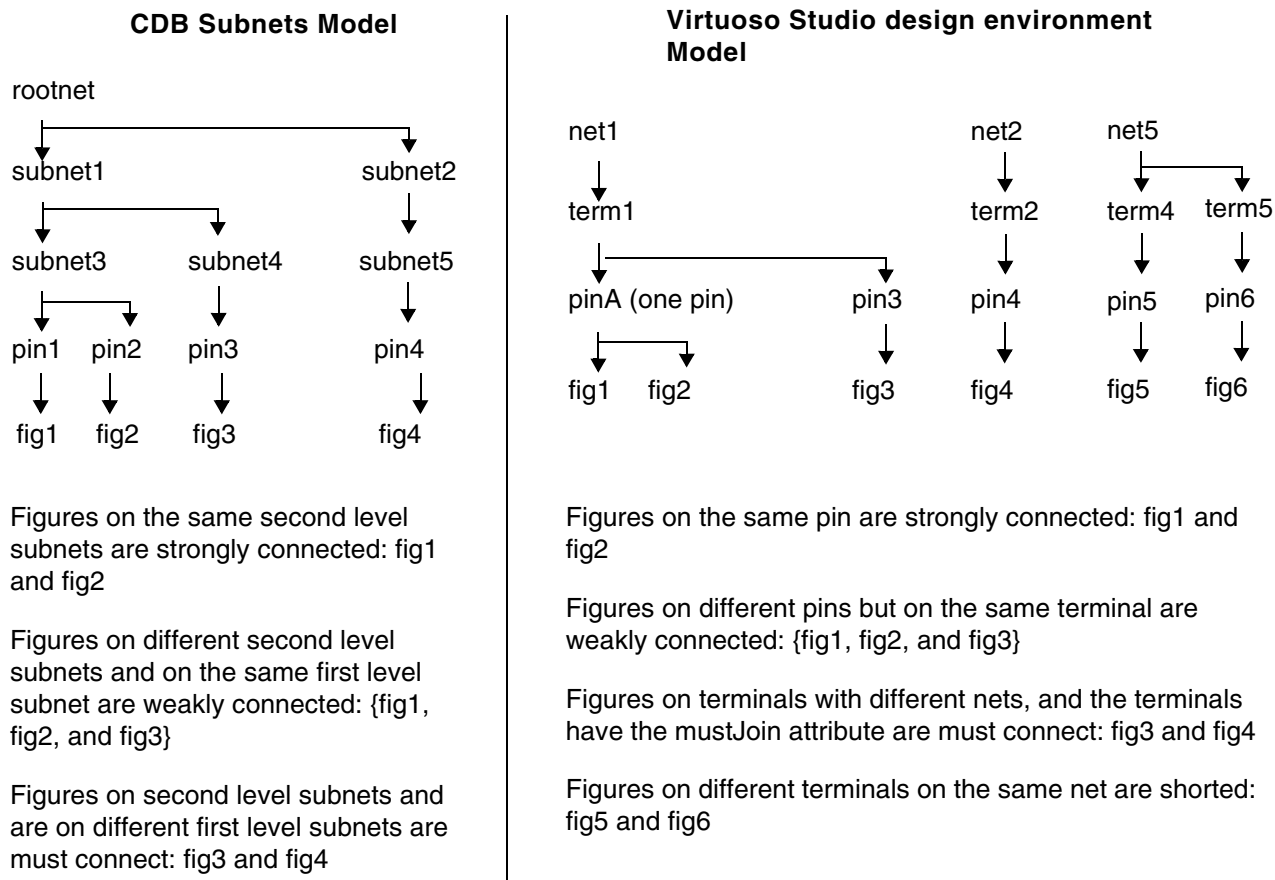 CDB Subnets Model
rootnet
subnet1 subnet2
subnet3 subnet4 subnet5
pin1 pin2 pin3 pin4
fig1 fig2 fig3 fig4
Figures on the same second level
subnets are strongly connected: fig1
and fig2
Figures on different second level
subnets and on the same first level
subnet are weakly connected: {fig1,
fig2, and fig3}
Figures on second level subnets and
are on different first level subnets are
must connect: fig3 and fig4
Virtuoso Studio design environment
Model
net1 net2 net5
term1 term2 term4 term5
pinA (one pin) pin3 pin4 pin5 pin6
fig1 fig2 fig3 fig4 fig5 fig6
Figures on the same pin are strongly connected: fig1 and
fig2
Figures on different pins but on the same terminal are
weakly connected: {fig1, fig2, and fig3}
Figures on terminals with different nets, and the terminals
have the mustJoin attribute are must connect: fig3 and fig4
Figures on different terminals on the same net are shorted:
fig5 and fig6